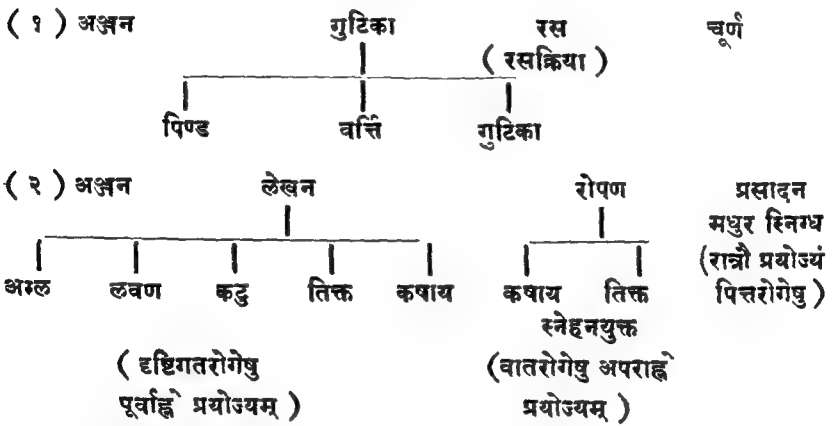 ( १ ) अञ्जन गुटिका रस चूर्ण
( रसक्रिया )
पिण्ड वर्त्ति गुटिका
( २ ) अञ्जन लेखन रोपण प्रसादन
मधुर स्निग्ध
(रात्रौ प्रयोज्यं
अम्ल लवण कटु तिक्त कषाय कषाय तिक्त पित्तरोगेषु )
स्नेहनयुक्त
( दृष्टिगतरोगेषु (वातरोगेषु अपराह्ने
पूर्वाह्ने प्रयोज्यम् ) प्रयोज्यम् )